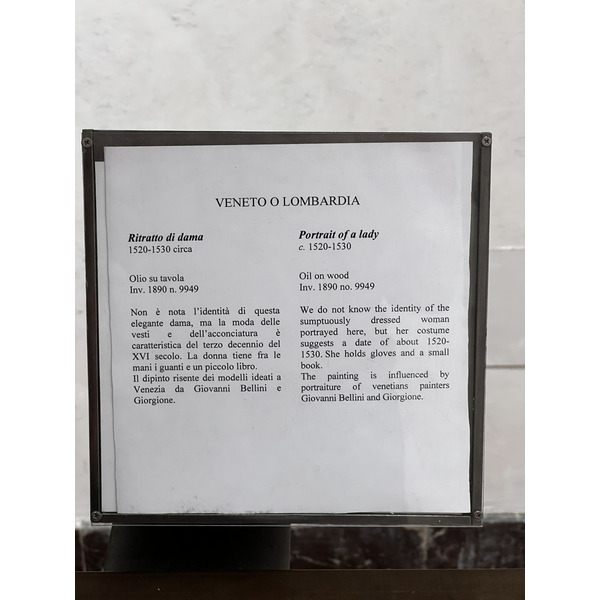 VENETO O LOMBARDIA
Ritratto di dama
1520-1530 circa
Olio su tavola
Inv. 1890 n. 9949
Non è nota l'identità di questa
elegante dama, ma la moda delle
vesti e dell'acconciatura è
caratteristica del terzo decennio del
XVI secolo. La donna tiene fra le
mani i guanti e un piccolo libro.
Il dipinto risente dei modelli ideati a
Venezia da Giovanni Bellini e
Giorgione.
Portrait of a lady
c. 1520-1530
Oil on wood
Inv. 1890 no. 9949
We do not know the identity of the
sumptuously dressed woman
portrayed here, but her costume
suggests a date of about 1520-
1530. She holds gloves and a small
book.
The painting is influenced by
portraiture of venetians painters
Giovanni Bellini and Giorgione.